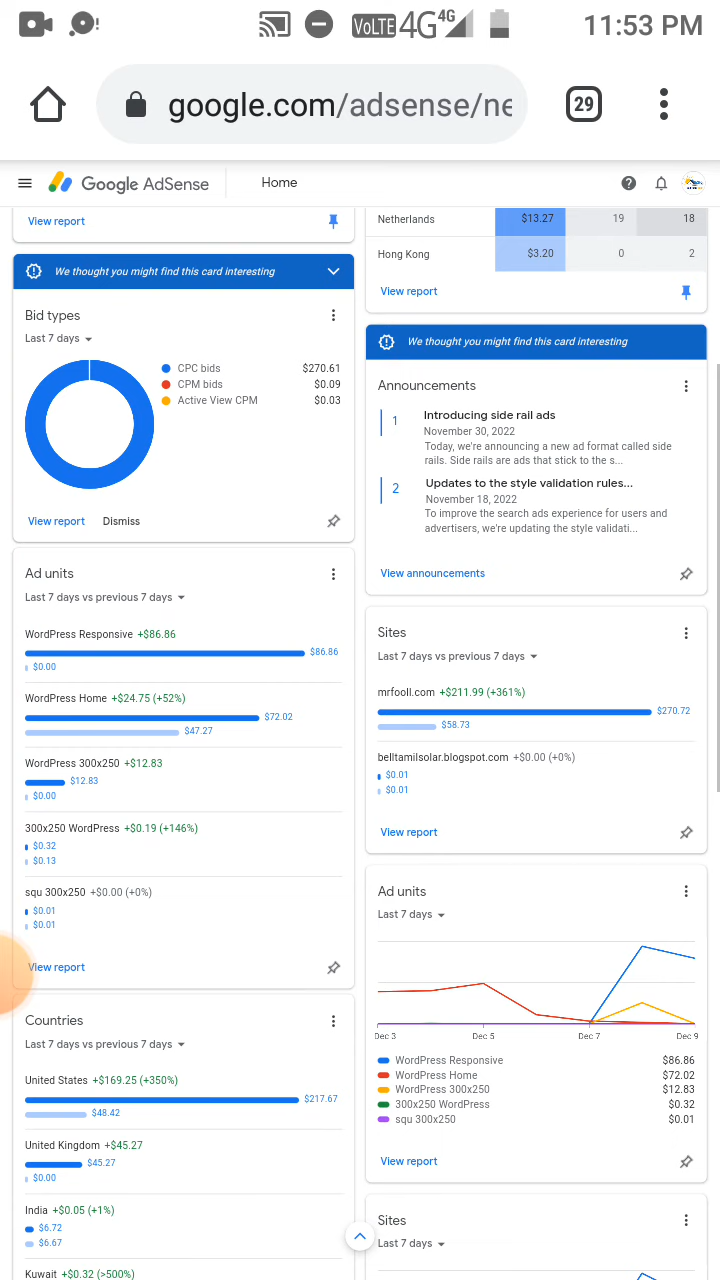 VoLTE 4G 4G 11:53 PM
google.com/adsense/ne
29
Google AdSense
Home
View report
We thought you might find this card interesting
Bid types
Last 7 days
CPC bids $270.61
CPM bids $0.09
Active View CPM $0.03
View report Dismiss
Ad units
Last 7 days vs previous 7 days
WordPress Responsive +$86.86
$86.86
$0.00
WordPress Home +$24.75 (+52%)
$72.02
$47.27
WordPress 300x250 +$12.83
$12.83
$0.00
300x250 WordPress +$0.19 (+146%)
$0.32
$0.13
squ 300x250 +$0.00 (+0%)
$0.01
$0.01
View report
Countries
Last 7 days vs previous 7 days
United States +$169.25 (+350%)
$217.67
$48.42
United Kingdom +$45.27
$45.27
$0.00
India +$0.05 (+1%)
$6.72
$6.67
Kuwait +$0.32 (>500%)
Netherlands $13.27 19 18
Hong Kong $3.20 0 2
View report
We thought you might find this card interesting
Announcements
1 Introducing side rail ads
November 30, 2022
Today, we're announcing a new ad format called side
rails. Side rails are ads that stick to the s...
2 Updates to the style validation rules...
November 18, 2022
To improve the search ads experience for users and
advertisers, we're updating the style validati...
View announcements
Sites
Last 7 days vs previous 7 days
mrfooll.com +$211.99 (+361%)
$270.72
$58.73
belltamilsolar.blogspot.com +$0.00 (+0%)
$0.01
$0.01
View report
Ad units
Last 7 days
Dec 3 Dec 5 Dec 7 Dec 9
WordPress Responsive $86.86
WordPress Home $72.02
WordPress 300x250 $12.83
300x250 WordPress $0.32
squ 300x250 $0.01
View report
Sites
Last 7 days